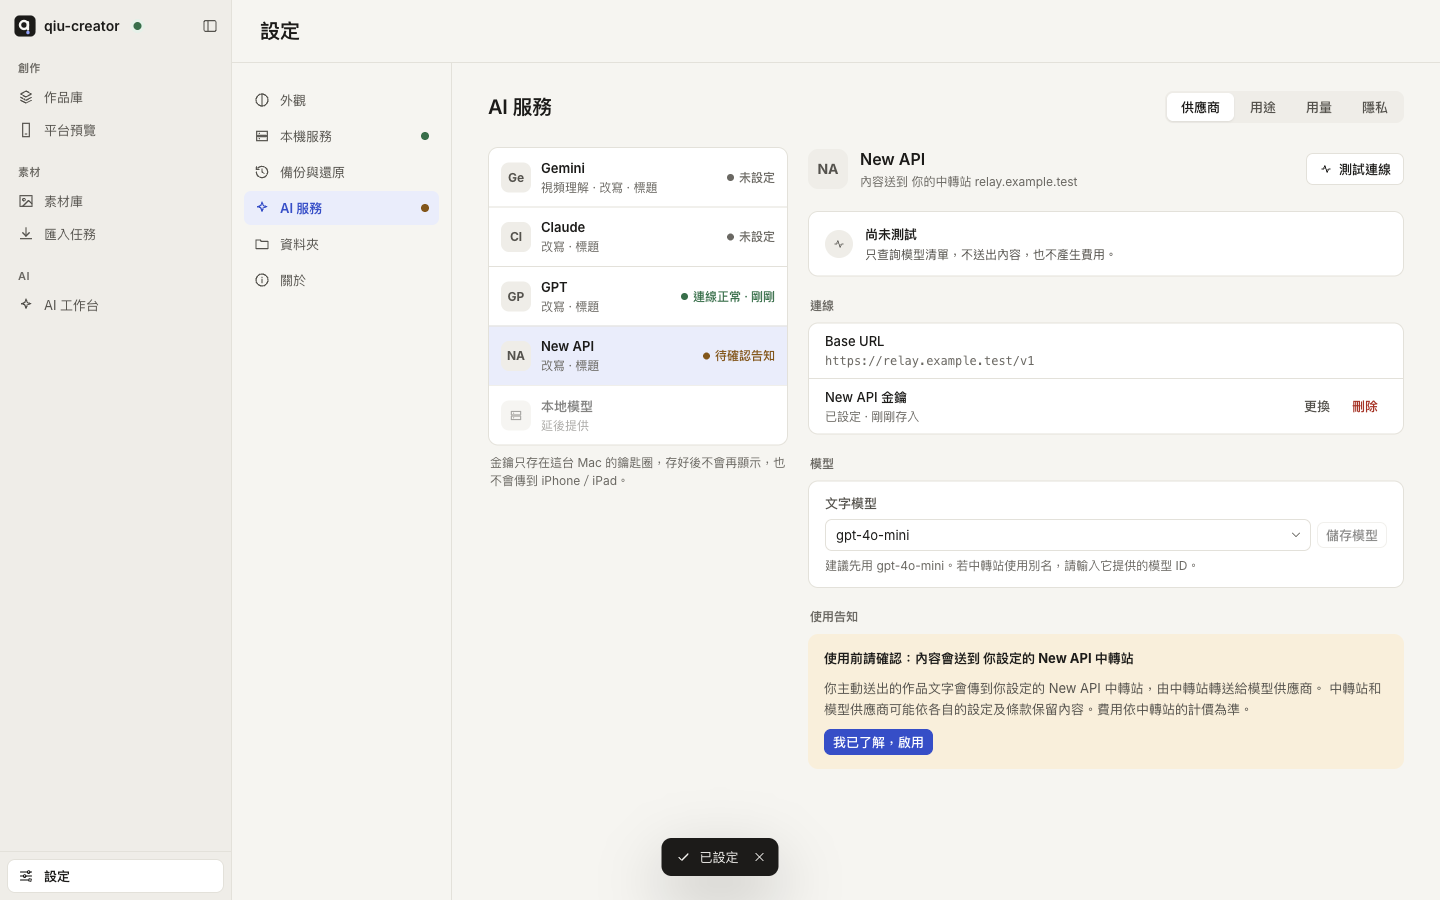 qiu-creator
創作
作品庫
平台預覽
素材
素材庫
匯入任務
AI
AI 工作台
設定
設定
外觀
本機服務
備份與還原
AI 服務
資料夾
關於
AI 服務
供應商
用途
用量
隱私
Ge
Gemini
視頻理解 · 改寫 · 標題
未設定
Cl
Claude
改寫 · 標題
未設定
GP
GPT
改寫 · 標題
連線正常 · 剛剛
NA
New API
改寫 · 標題
待確認告知
本地模型
延後提供
金鑰只存在這台 Mac 的鑰匙圈，存好後不會再顯示，也
不會傳到 iPhone / iPad。
NA
New API
內容送到 你的中轉站 relay.example.test
測試連線
尚未測試
只查詢模型清單，不送出內容，也不產生費用。
連線
Base URL
https://relay.example.test/v1
New API 金鑰
已設定 · 剛剛存入
更換
刪除
模型
文字模型
gpt-4o-mini
儲存模型
建議先用 gpt-4o-mini。若中轉站使用別名，請輸入它提供的模型 ID。
使用告知
使用前請確認：內容會送到 你設定的 New API 中轉站
你主動送出的作品文字會傳到你設定的 New API 中轉站，由中轉站轉送給模型供應商。 中轉站和
模型供應商可能依各自的設定及條款保留內容。費用依中轉站的計價為準。
我已了解，啟用
已設定